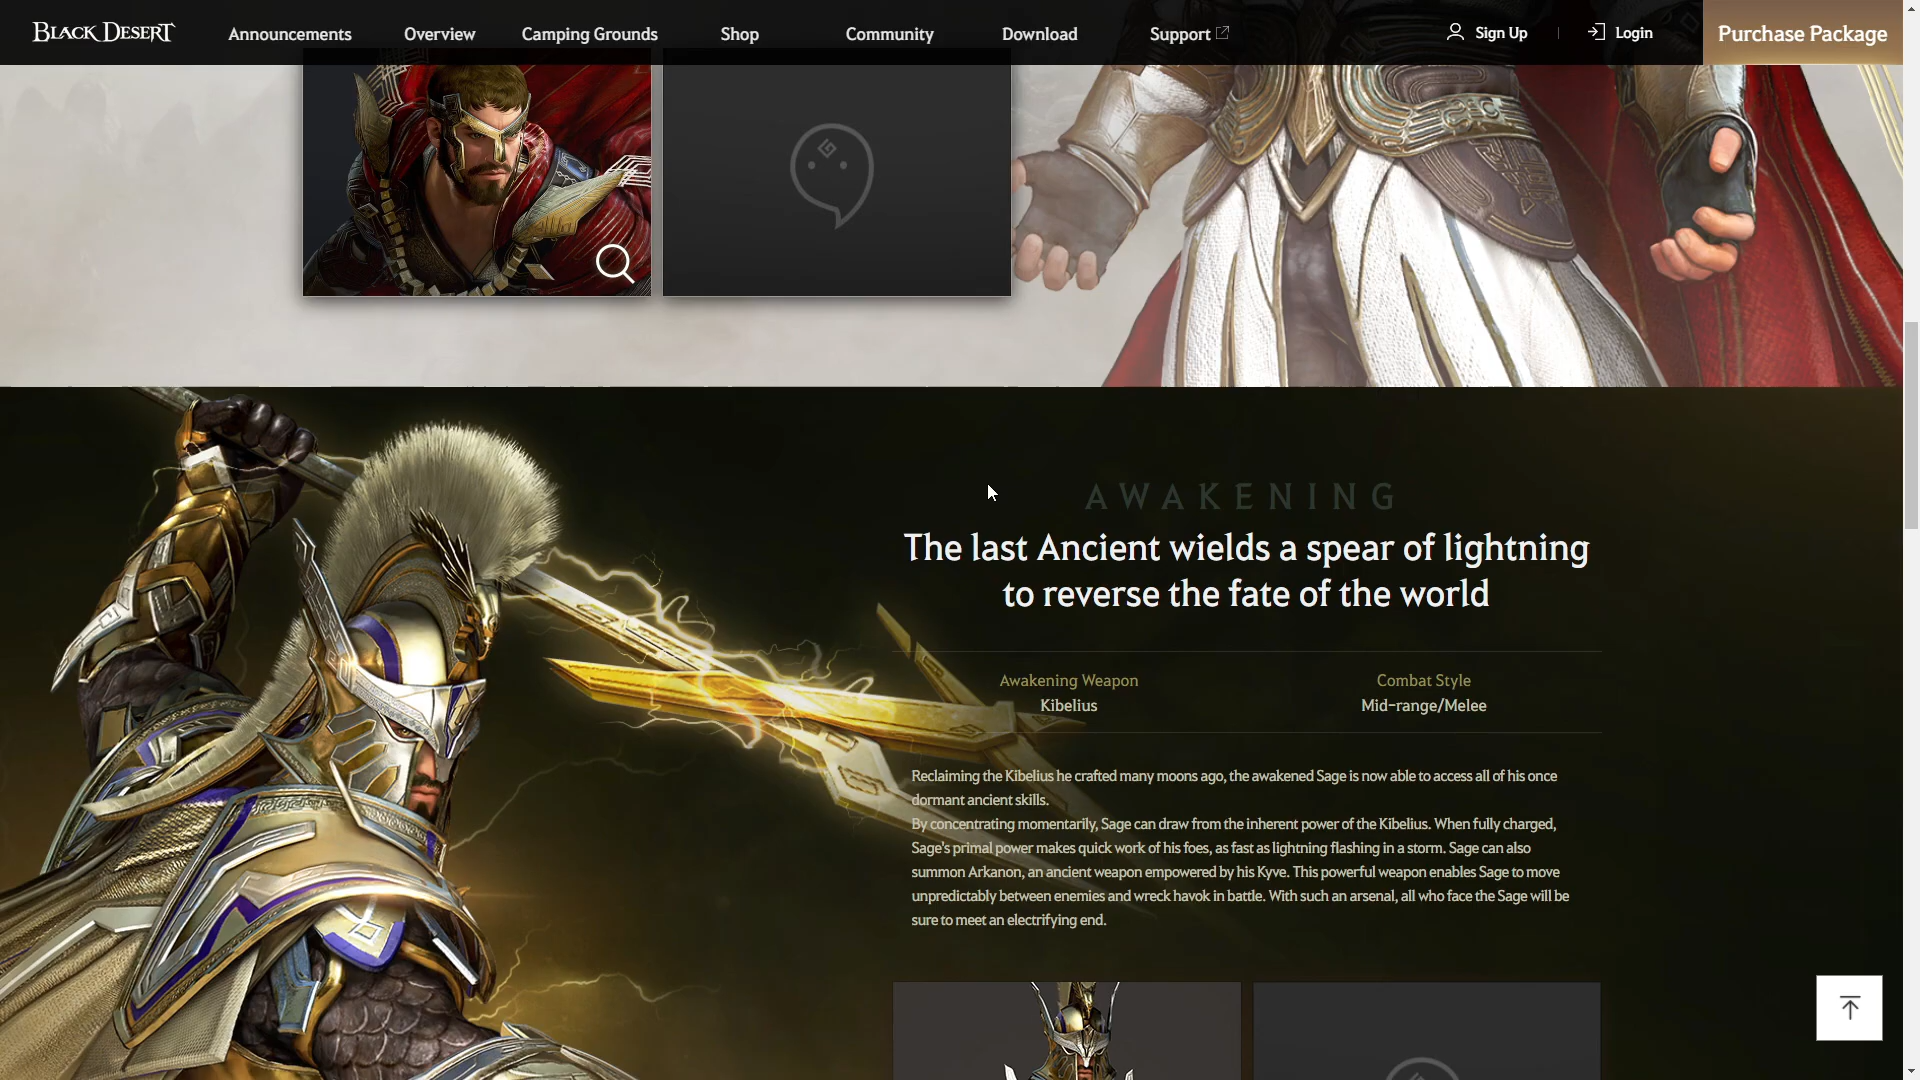 BLACK DESERT
Announcements
Overview
Camping Grounds
Shop
Community
Download
Support
Sign Up
Login
Purchase Package
AWAKENING
The last Ancient wields a spear of lightning
to reverse the fate of the world
Awakening Weapon
Kibelius
Combat Style
Mid-range/Melee
Reclaiming the Kibelius he crafted many moons ago, the awakened Sage is now able to access all of his once
dormant ancient skills.
By concentrating momentarily, Sage can draw from the inherent power of the Kibelius. When fully charged,
Sage's primal power makes quick work of his foes, as fast as lightning flashing in a storm. Sage can also
summon Arkanon, an ancient weapon empowered by his Kyve. This powerful weapon enables Sage to move
unpredictably between enemies and wreck havok in battle. With such an arsenal, all who face the Sage will be
sure to meet an electrifying end.